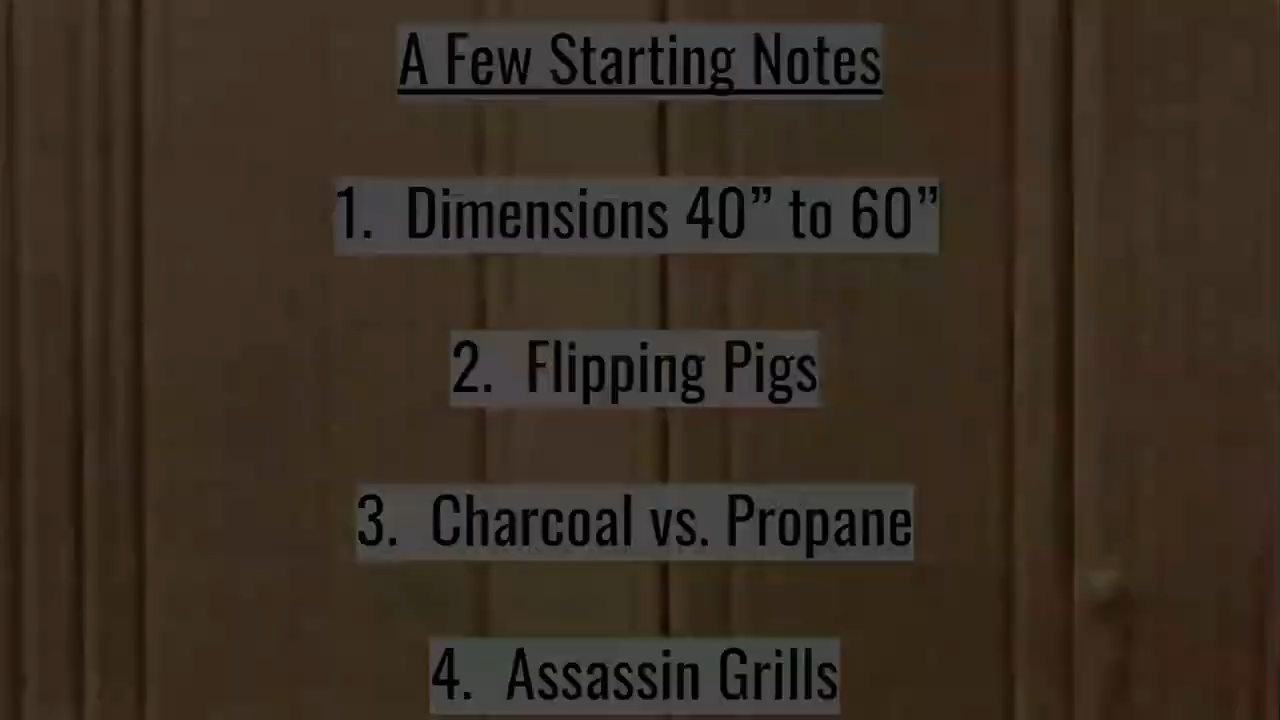 A Few Starting Notes
1. Dimensions 40” to 60”
2. Flipping Pigs
3. Charcoal vs. Propane
4. Assassin Grills